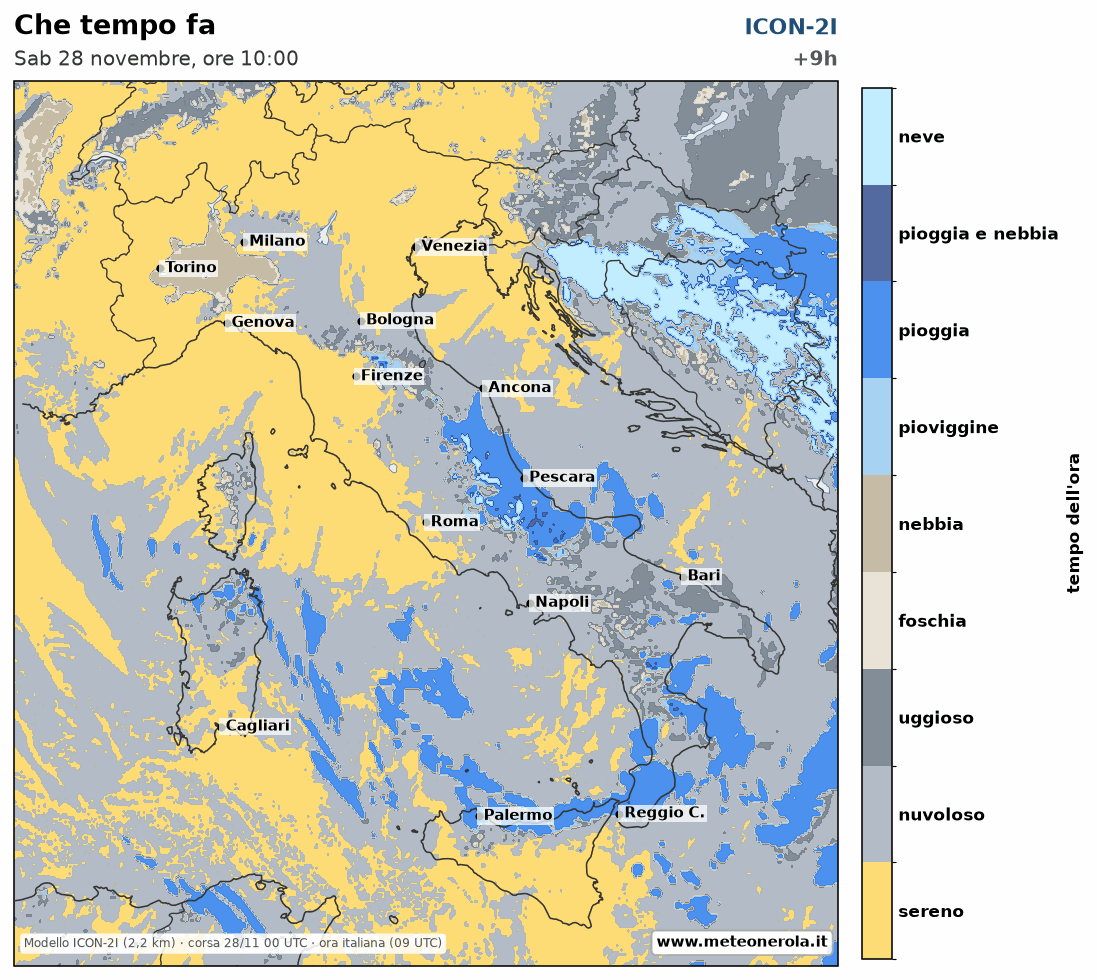 Che tempo fa
ICON-2I
Sab 28 novembre, ore 10:00
+9h
neve
pioggia e nebbia
pioggia
pioviggine
nebbia
foschia
uggioso
nuvoloso
sereno
tempo dell'ora
Milano
Venezia
Torino
Genova
Bologna
Firenze
Ancona
Pescara
Roma
Bari
Napoli
Cagliari
Palermo
Reggio C.
Modello ICON-2I (2,2 km) · corsa 28/11 00 UTC · ora italiana (09 UTC)
www.meteonerola.it